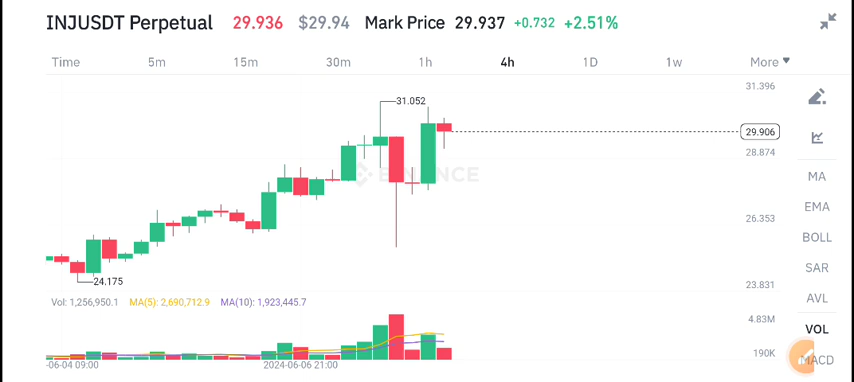 INJUSDT Perpetual 29.936 $29.94 Mark Price 29.937 +0.732 +2.51%
Time 5m 15m 30m 1h 4h 1D 1w More
31.396
31.052
29.906
28.874
BINANCE
MA
26.353
EMA
BOLL
SAR
24.175
23.831
Vol: 1,256,950.1 MA(5): 2,690,712.9 MA(10): 1,923,445.7
AVL
4.83M
VOL
190K
MACD
-06-04 09:00 2024-06-06 21:00